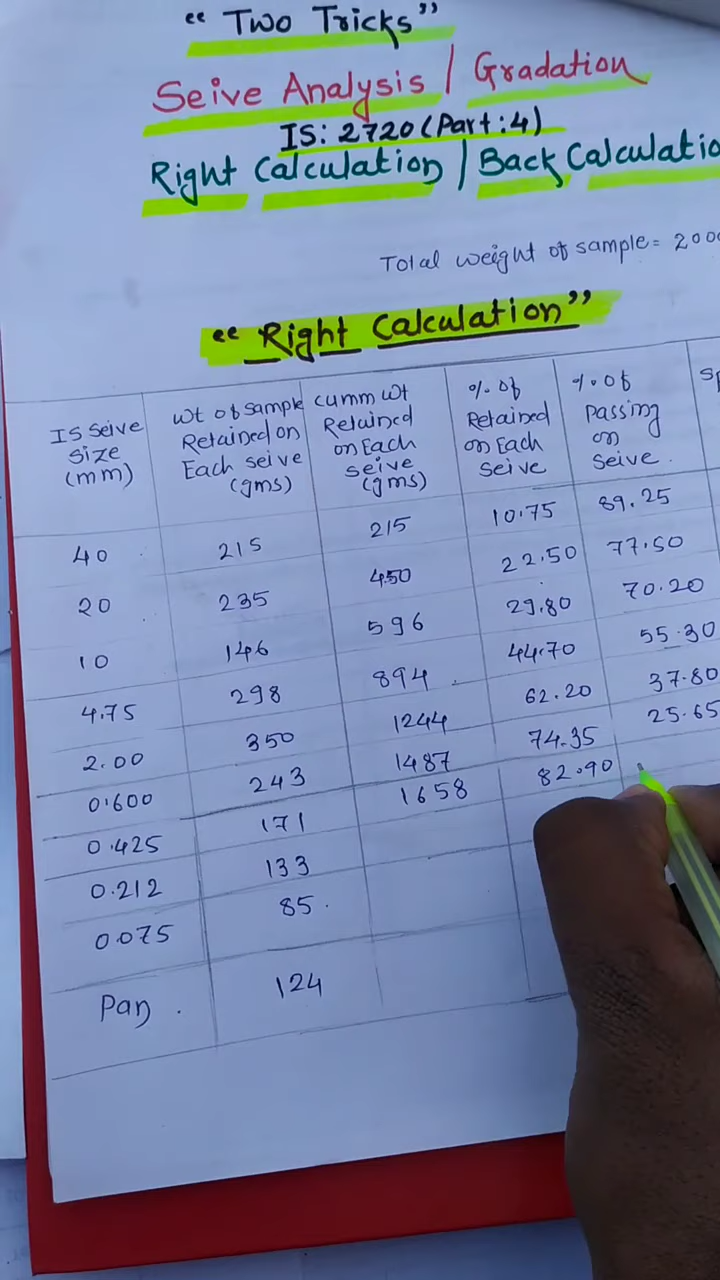 “ Two Tricks”
Seive Analysis / Gradation
IS: 2720 (Part:4)
Right Calculation / Back Calculatio
Total weight of sample = 200
“ Right Calculation”
IS Seive Size (mm) | Wt of sample Retained on Each seive (gms) | cumm wt Retained on Each seive (gms) | % of Retained on Each Seive | % of Passing on Seive. | Sp
40 | 215 | 215 | 10.75 | 89.25
20 | 235 | 450 | 22.50 | 77.50
10 | 146 | 596 | 29.80 | 70.20
4.75 | 298 | 894 | 44.70 | 55.30
2.00 | 350 | 1244 | 62.20 | 37.80
0.600 | 243 | 1487 | 74.35 | 25.65
0.425 | 171 | 1658 | 82.90
0.212 | 133
0.075 | 85.
Pan. | 124